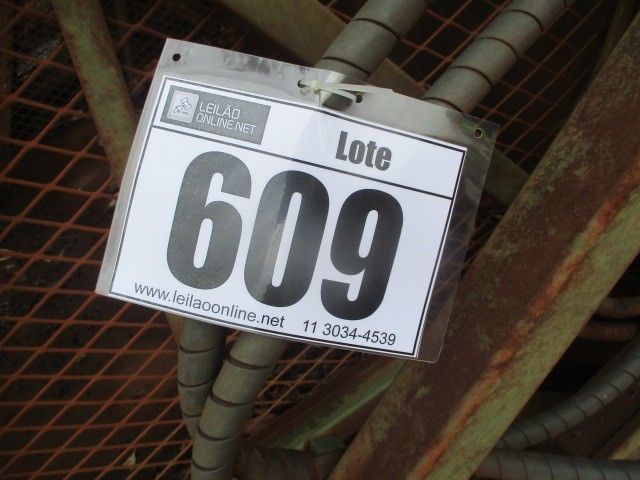 LEILÃO
ONLINE.NET
Lote
609
www.leilaoonline.net 11 3034-4539